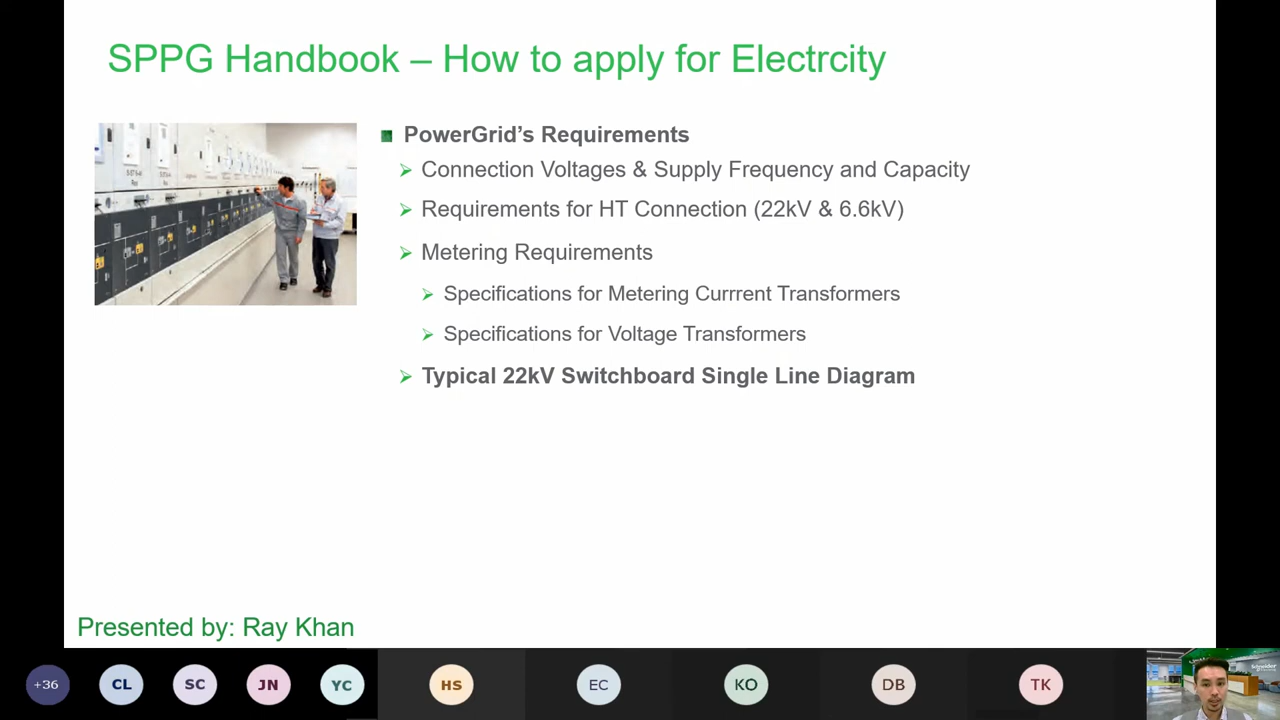 SPPG Handbook – How to apply for Electrcity
PowerGrid's Requirements
Connection Voltages & Supply Frequency and Capacity
Requirements for HT Connection (22kV & 6.6kV)
Metering Requirements
Specifications for Metering Currrent Transformers
Specifications for Voltage Transformers
Typical 22kV Switchboard Single Line Diagram
Presented by: Ray Khan
+36
CL
SC
JN
YC
HS
EC
KO
DB
TK